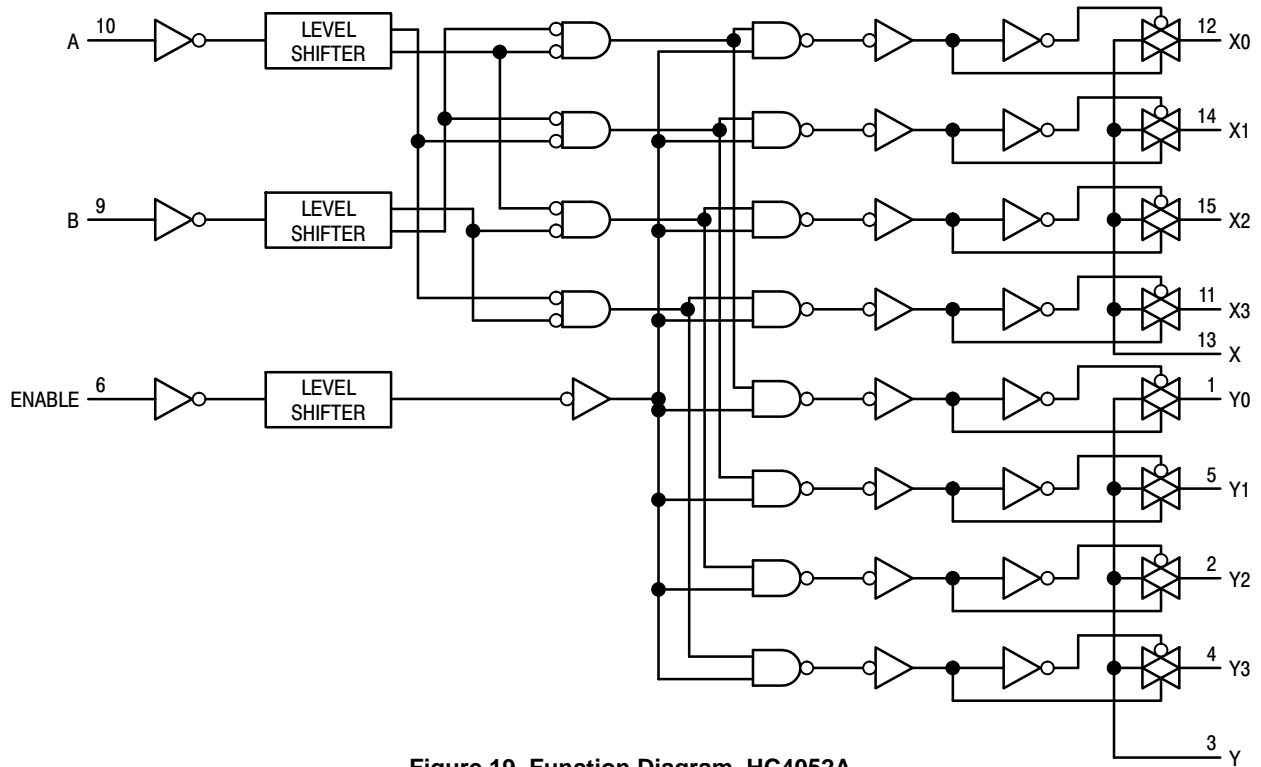 A 10
LEVEL
SHIFTER
12 X0
14 X1
B 9
LEVEL
SHIFTER
15 X2
11 X3
13 X
ENABLE 6
LEVEL
SHIFTER
1 Y0
5 Y1
2 Y2
4 Y3
3 Y
Figure 19. Function Diagram, HC4052A